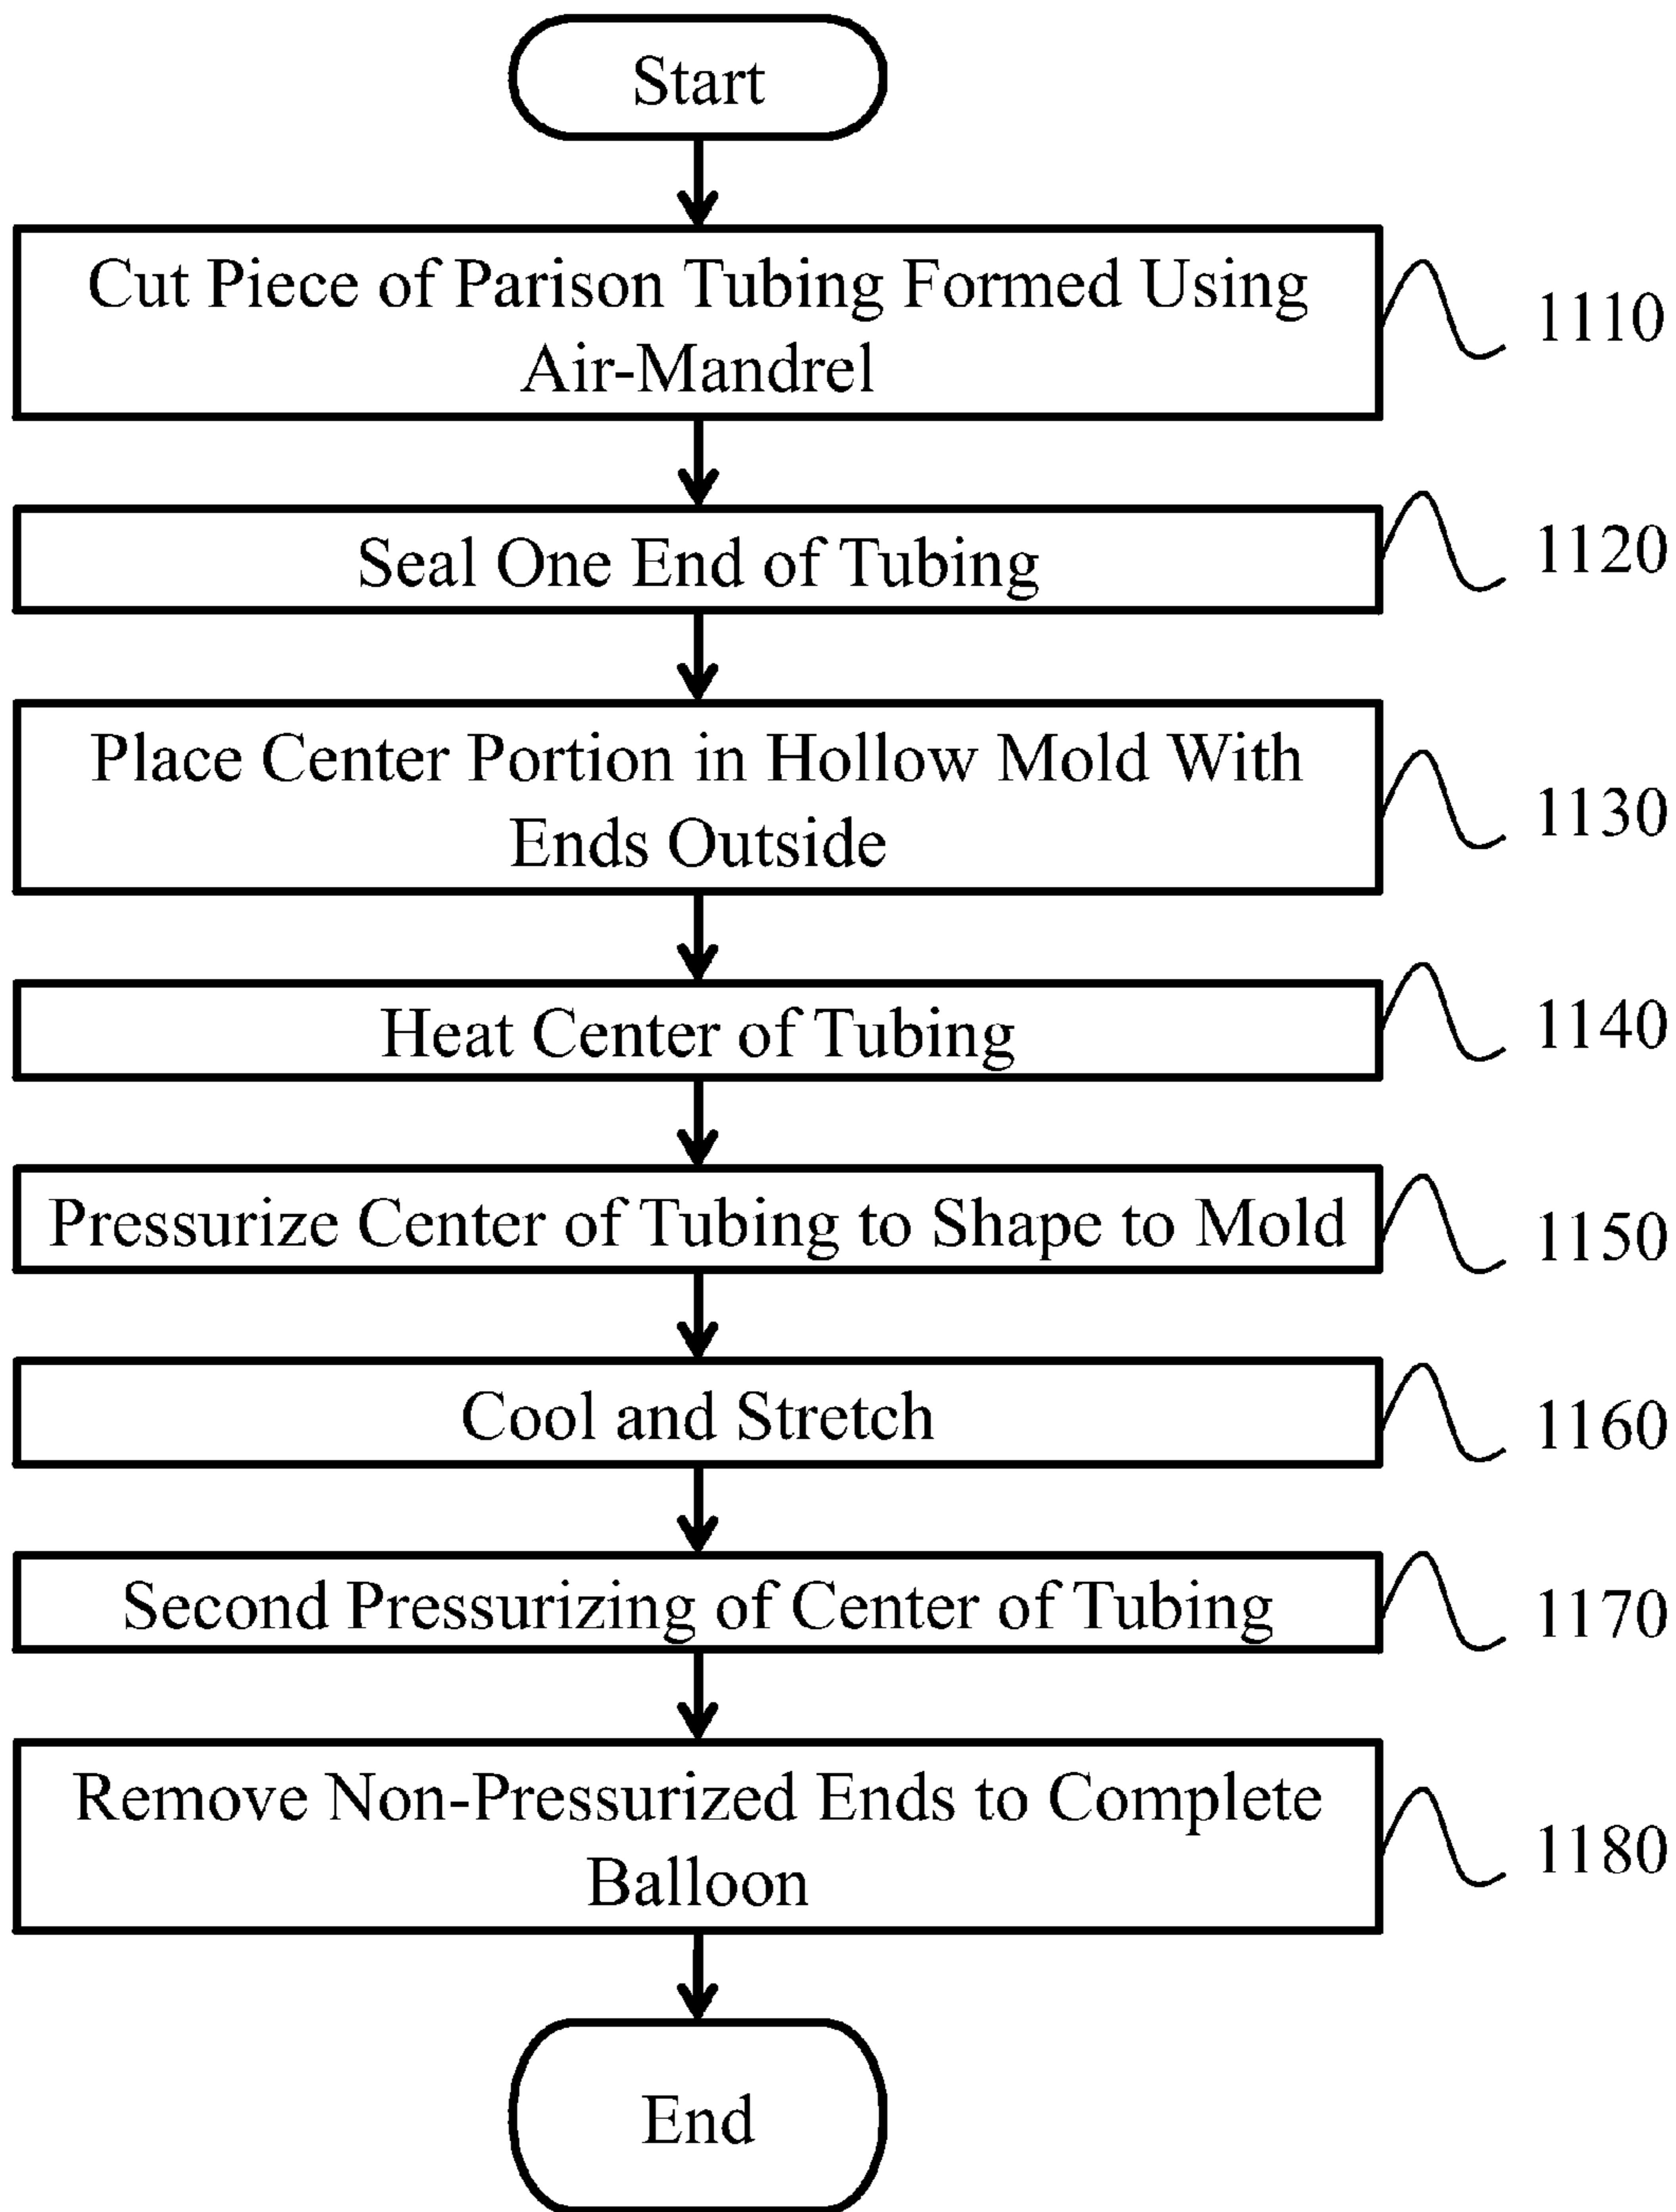 Start
Cut Piece of Parison Tubing Formed Using
Air-Mandrel
1110
Seal One End of Tubing
1120
Place Center Portion in Hollow Mold With
Ends Outside
1130
Heat Center of Tubing
1140
Pressurize Center of Tubing to Shape to Mold
1150
Cool and Stretch
1160
Second Pressurizing of Center of Tubing
1170
Remove Non-Pressurized Ends to Complete
Balloon
1180
End